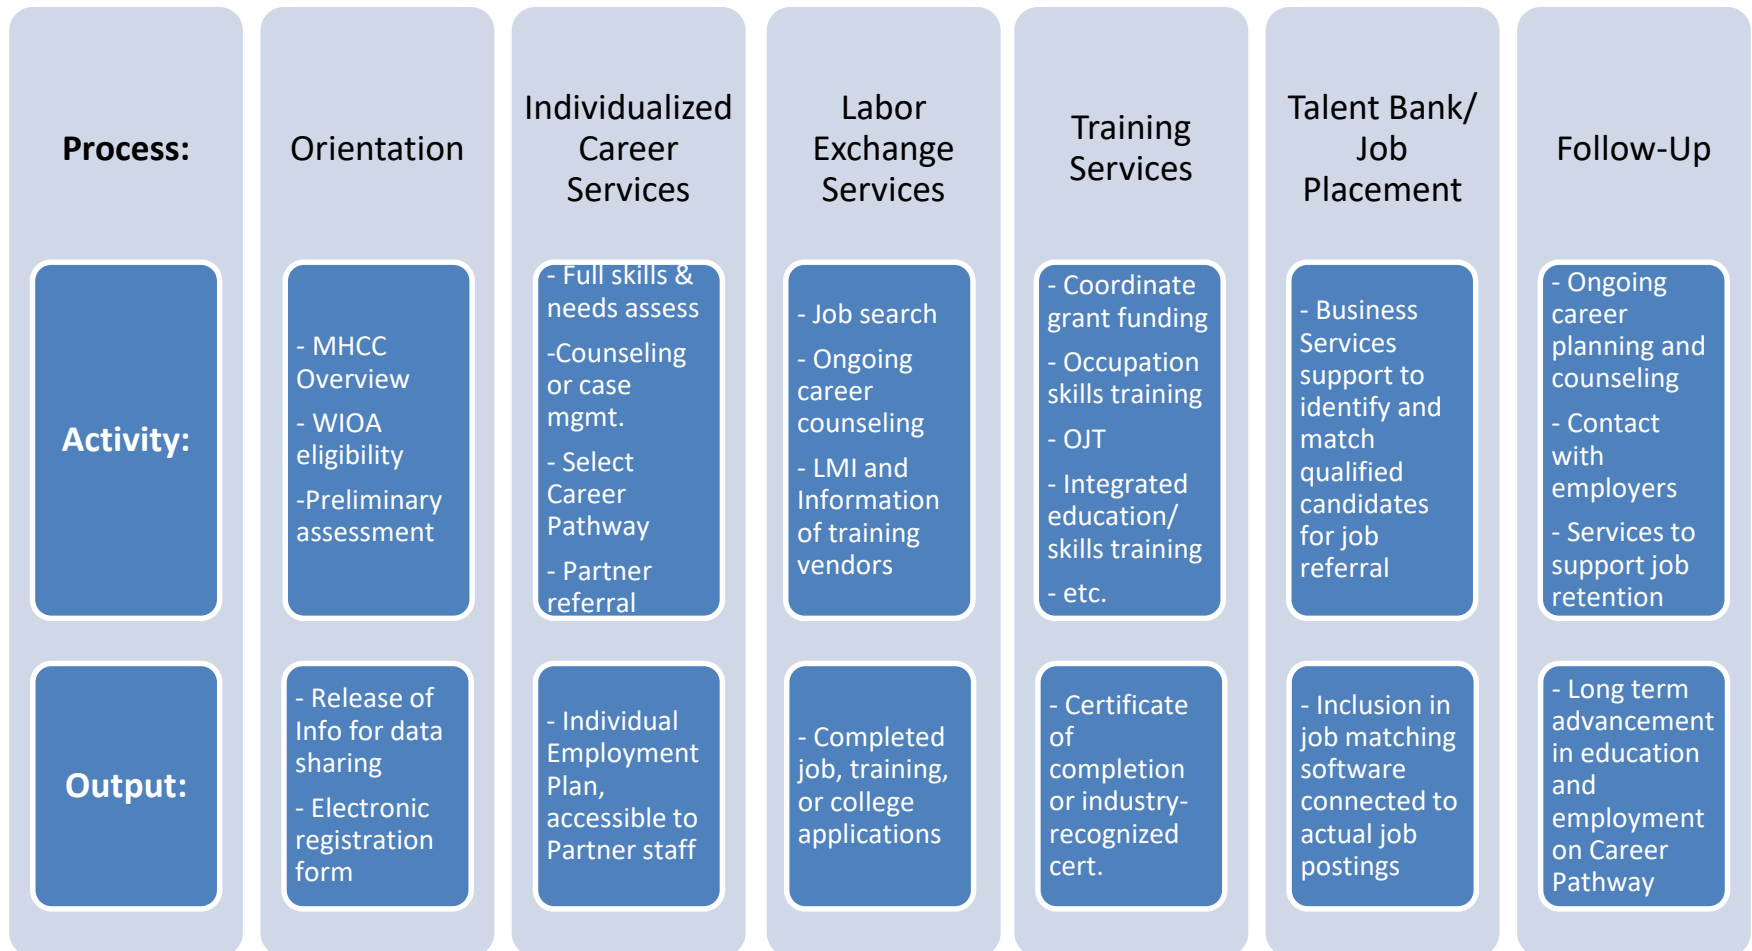 Process:
Orientation
Individualized
Career
Services
Labor
Exchange
Services
Training
Services
Talent Bank/
Job
Placement
Follow-Up
Activity:
- MHCC
Overview
- WIOA
eligibility
-Preliminary
assessment
- Full skills &
needs assess
-Counseling
or case
mgmt.
- Select
Career
Pathway
- Partner
referral
- Job search
- Ongoing
career
counseling
- LMI and
Information
of training
vendors
- Coordinate
grant funding
- Occupation
skills training
- OJT
- Integrated
education/
skills training
- etc.
- Business
Services
support to
identify and
match
qualified
candidates
for job
referral
- Ongoing
career
planning and
counseling
- Contact
with
employers
- Services to
support job
retention
Output:
- Release of
Info for data
sharing
- Electronic
registration
form
- Individual
Employment
Plan,
accessible to
Partner staff
- Completed
job, training,
or college
applications
- Certificate
of
completion
or industry-
recognized
cert.
- Inclusion in
job matching
software
connected to
actual job
postings
- Long term
advancement
in education
and
employment
on Career
Pathway